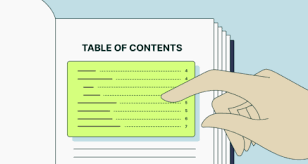 TABLE OF CONTENTS